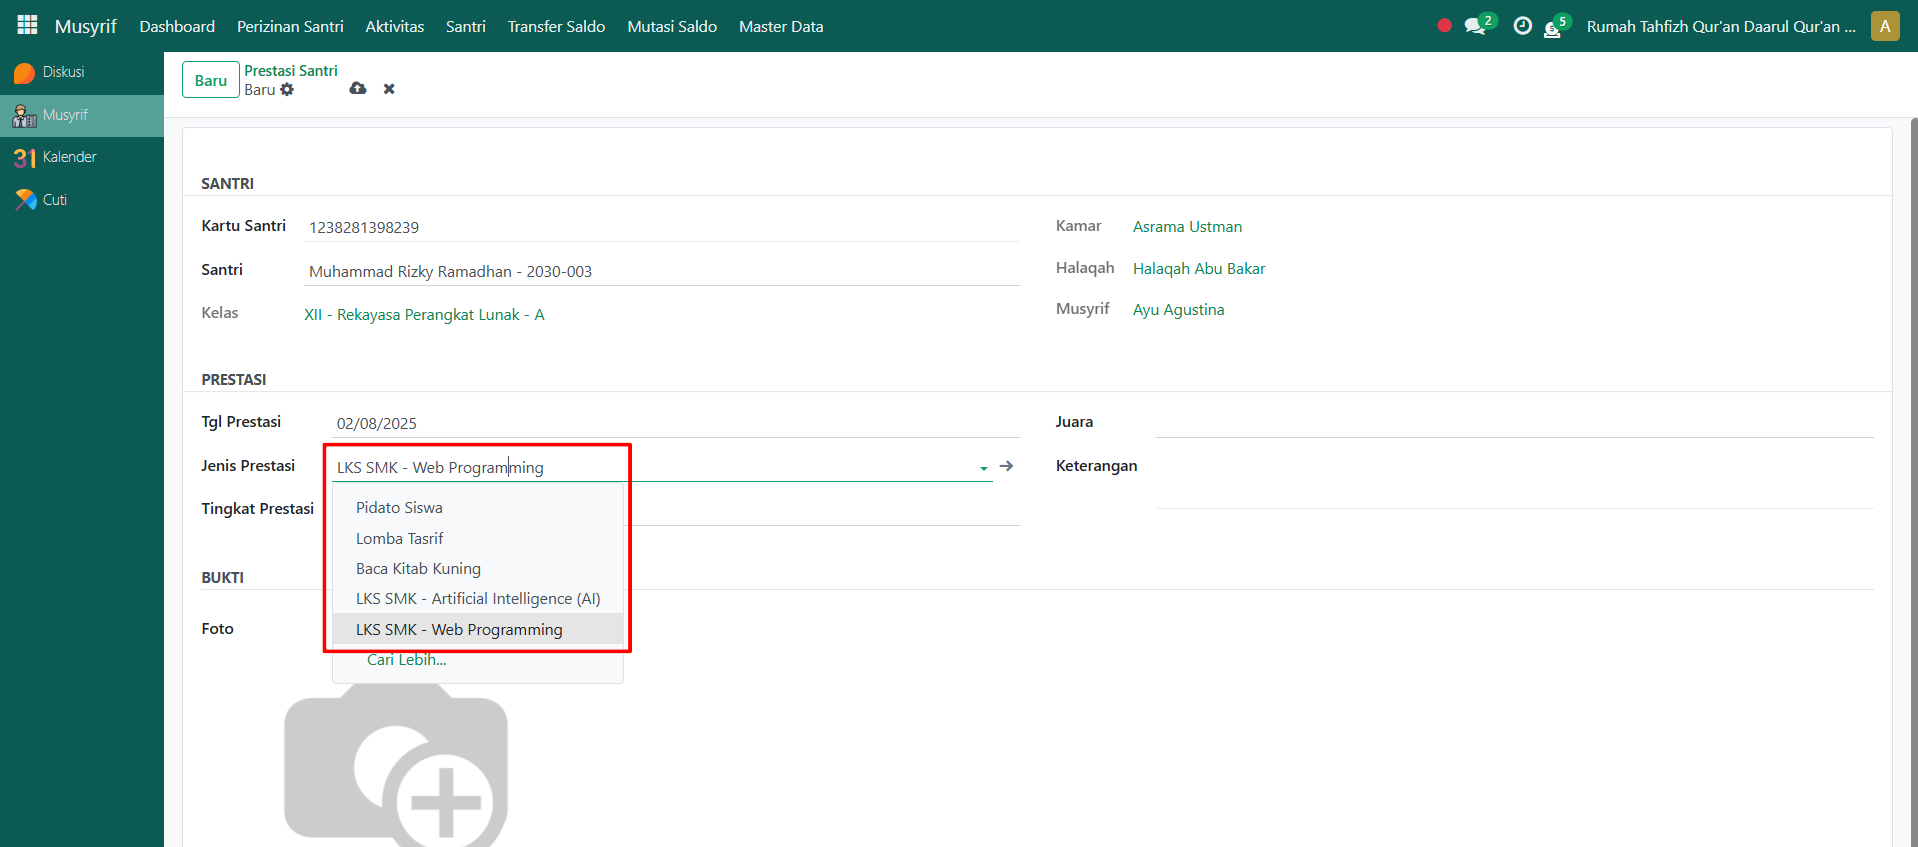 Musyrif Dashboard Perizinan Santri Aktivitas Santri Transfer Saldo Mutasi Saldo Master Data 2 5 Rumah Tahfizh Qur'an Daarul Qur'an ... A
Diskusi
Musyrif
31 Kalender
Cuti
Baru
Prestasi Santri
Baru
SANTRI
Kartu Santri 1238281398239
Kamar Asrama Ustman
Santri Muhammad Rizky Ramadhan - 2030-003
Halaqah Halaqah Abu Bakar
Kelas XII - Rekayasa Perangkat Lunak - A
Musyrif Ayu Agustina
PRESTASI
Tgl Prestasi 02/08/2025
Juara
Jenis Prestasi LKS SMK - Web Programming
Keterangan
Tingkat Prestasi
Pidato Siswa
Lomba Tasrif
Baca Kitab Kuning
LKS SMK - Artificial Intelligence (AI)
LKS SMK - Web Programming
Cari Lebih...
BUKTI
Foto